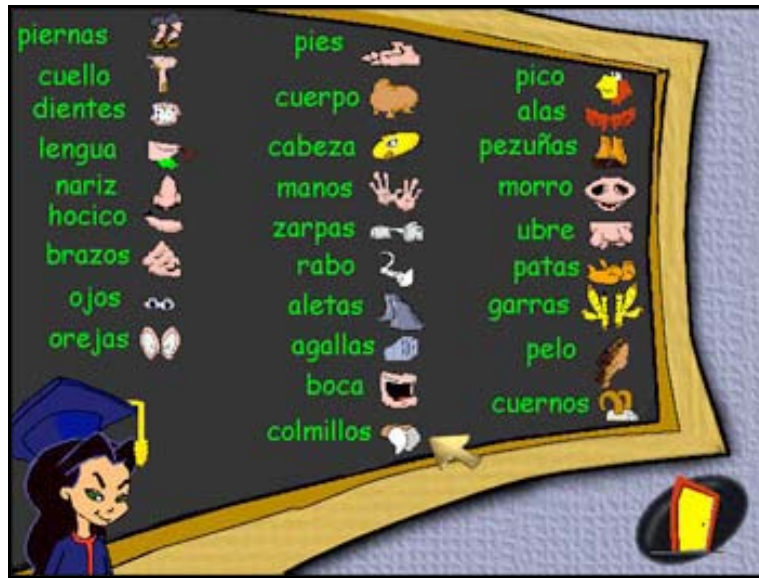 piernas
cuello
dientes
lengua
nariz
hocico
brazos
ojos
orejas
pies
cuerpo
cabeza
manos
zarpas
rabo
aletas
agallas
boca
colmillos
pico
alas
pezuñas
morro
ubre
patas
garras
pelo
cuernos